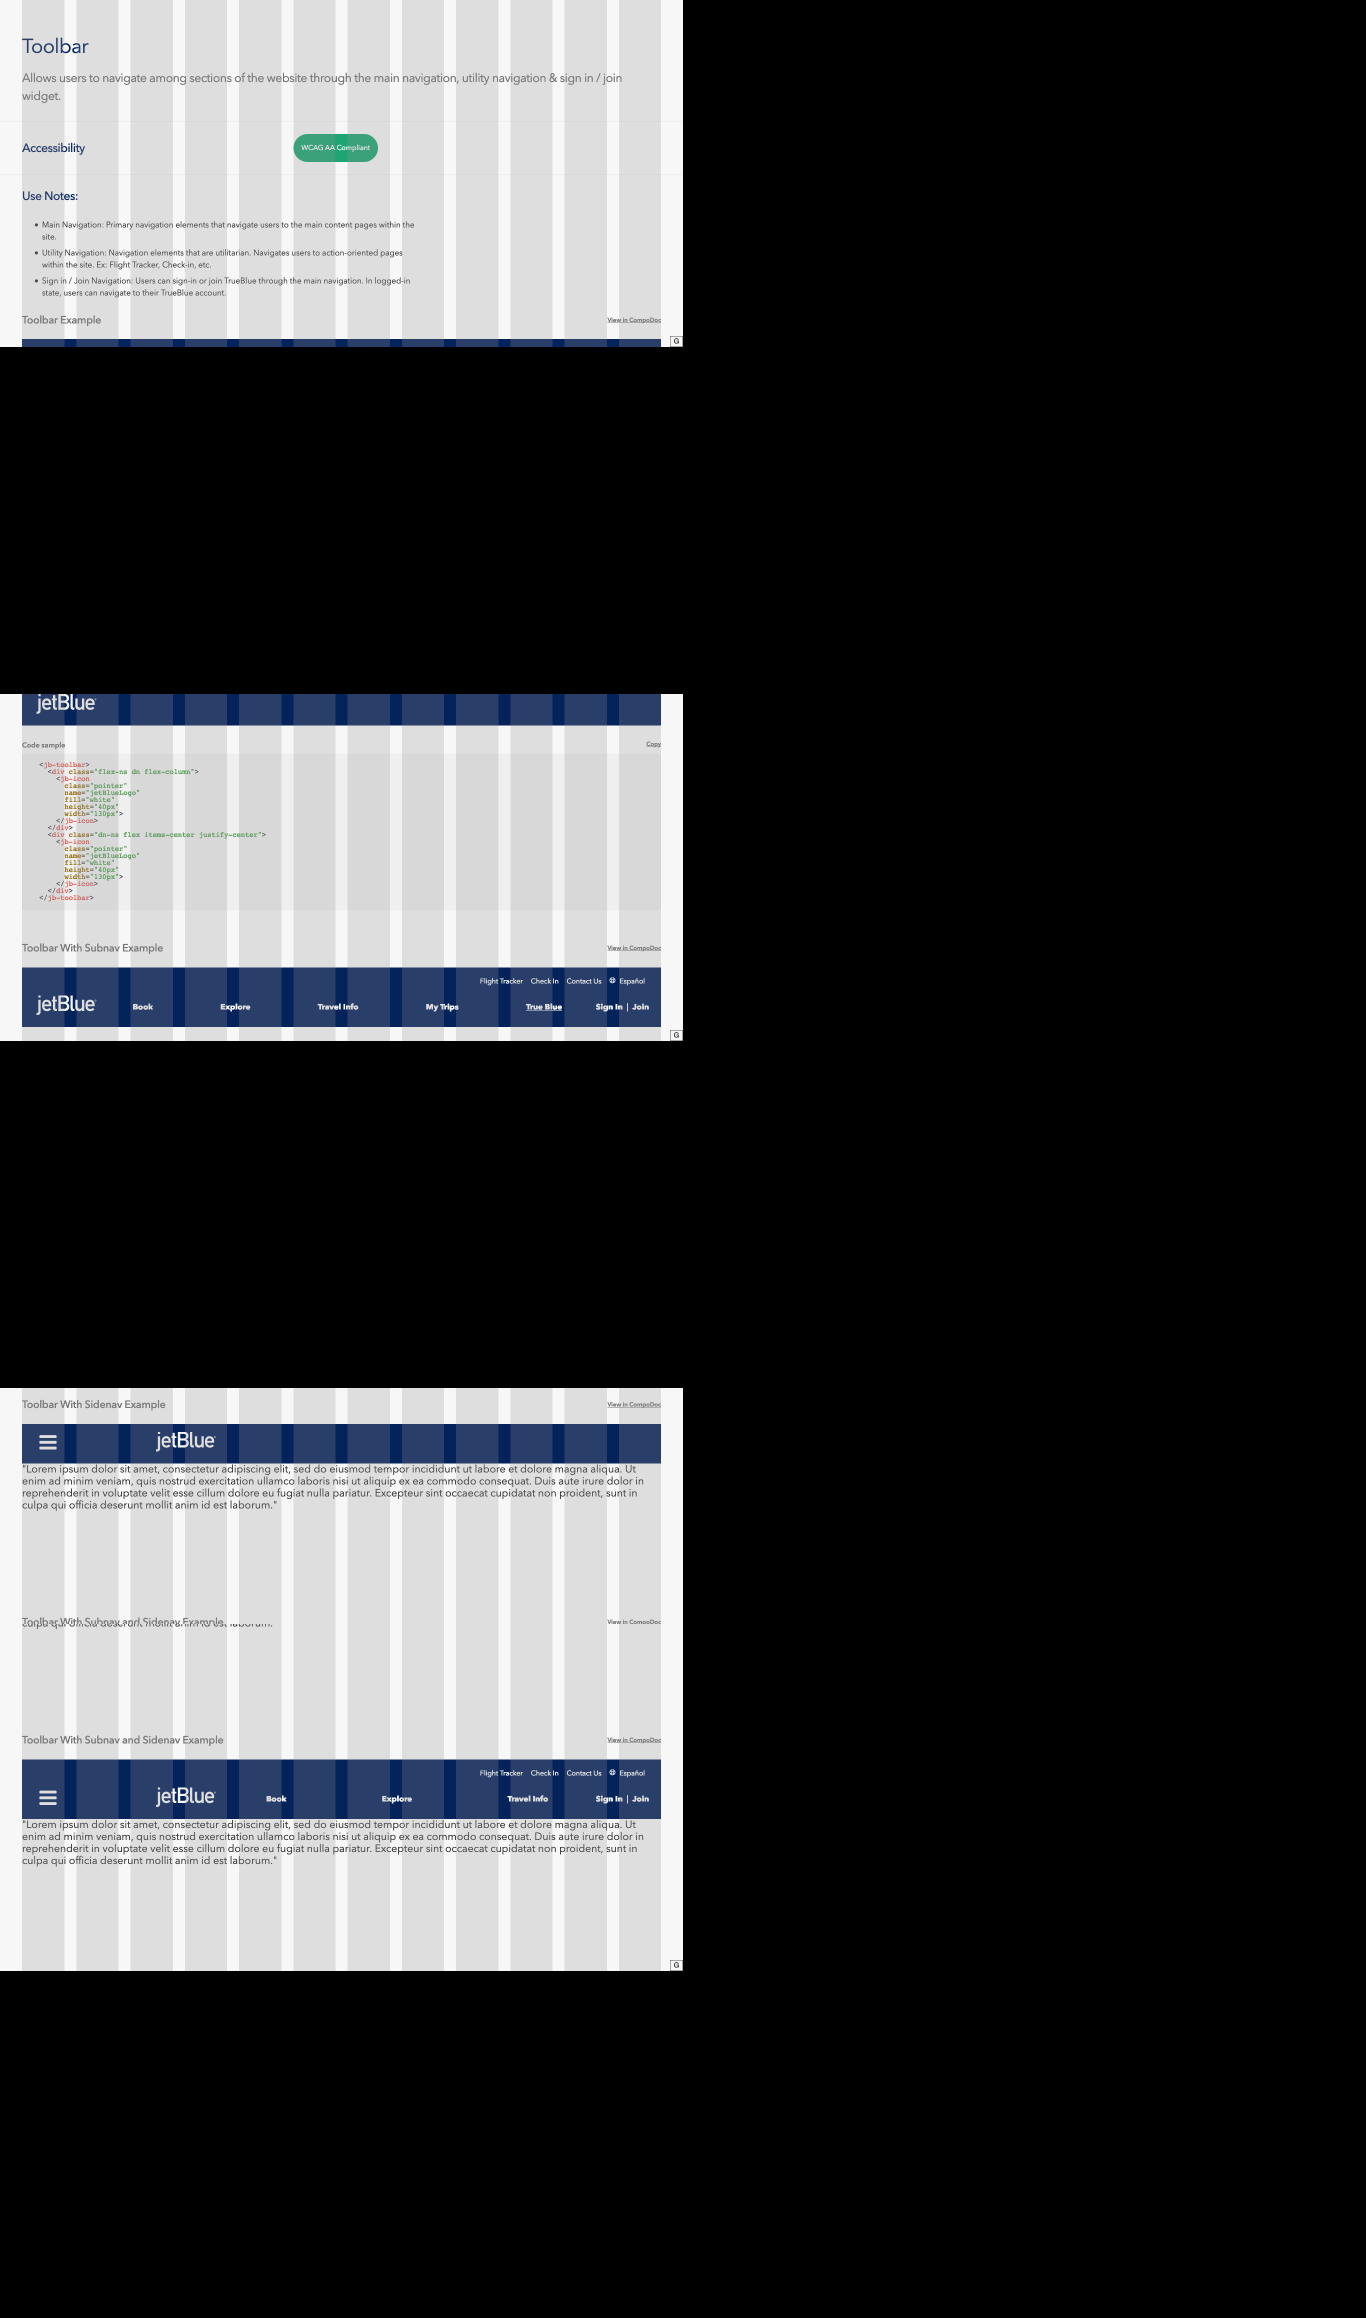 Toolbar
Allows users to navigate among sections of the website through the main navigation, utility navigation & sign in / join
widget.
Accessibility
WCAG AA Compliant
Use Notes:
• Main Navigation: Primary navigation elements that navigate users to the main content pages within the
site.
• Utility Navigation: Navigation elements that are utilitarian. Navigates users to action-oriented pages
within the site. Ex: Flight Tracker, Check-in, etc.
• Sign in / Join Navigation: Users can sign-in or join TrueBlue through the main navigation. In logged-in
state, users can navigate to their TrueBlue account.
Toolbar Example
View in CompoDoc
G
jetBlue
Code sample
Copy
<jb-toolbar>
<div class="flex-ns dn flex-column">
<jb-icon
class="pointer"
name="jetBlueLogo"
fill="white"
height="40px"
width="130px">
</jb-icon>
</div>
<div class="dn-ns flex items-center justify-center">
<jb-icon
class="pointer"
name="jetBlueLogo"
fill="white"
height="40px"
width="130px">
</jb-icon>
</div>
</jb-toolbar>
Toolbar With Subnav Example
View in CompoDoc
Flight Tracker Check In Contact Us Español
jetBlue Book Explore Travel Info My Trips True Blue Sign In | Join
G
Toolbar With Sidenav Example
View in CompoDoc
jetBlue
"Lorem ipsum dolor sit amet, consectetur adipiscing elit, sed do eiusmod tempor incididunt ut labore et dolore magna aliqua. Ut
enim ad minim veniam, quis nostrud exercitation ullamco laboris nisi ut aliquip ex ea commodo consequat. Duis aute irure dolor in
reprehenderit in voluptate velit esse cillum dolore eu fugiat nulla pariatur. Excepteur sint occaecat cupidatat non proident, sunt in
culpa qui officia deserunt mollit anim id est laborum."
Toolbar With Subnav and Sidenav Example
View in CompoDoc
culpa qui officia deserunt mollit anim id est laborum.
Toolbar With Subnav and Sidenav Example
View in CompoDoc
Flight Tracker Check In Contact Us Español
jetBlue Book Explore Travel Info Sign In | Join
"Lorem ipsum dolor sit amet, consectetur adipiscing elit, sed do eiusmod tempor incididunt ut labore et dolore magna aliqua. Ut
enim ad minim veniam, quis nostrud exercitation ullamco laboris nisi ut aliquip ex ea commodo consequat. Duis aute irure dolor in
reprehenderit in voluptate velit esse cillum dolore eu fugiat nulla pariatur. Excepteur sint occaecat cupidatat non proident, sunt in
culpa qui officia deserunt mollit anim id est laborum."
G